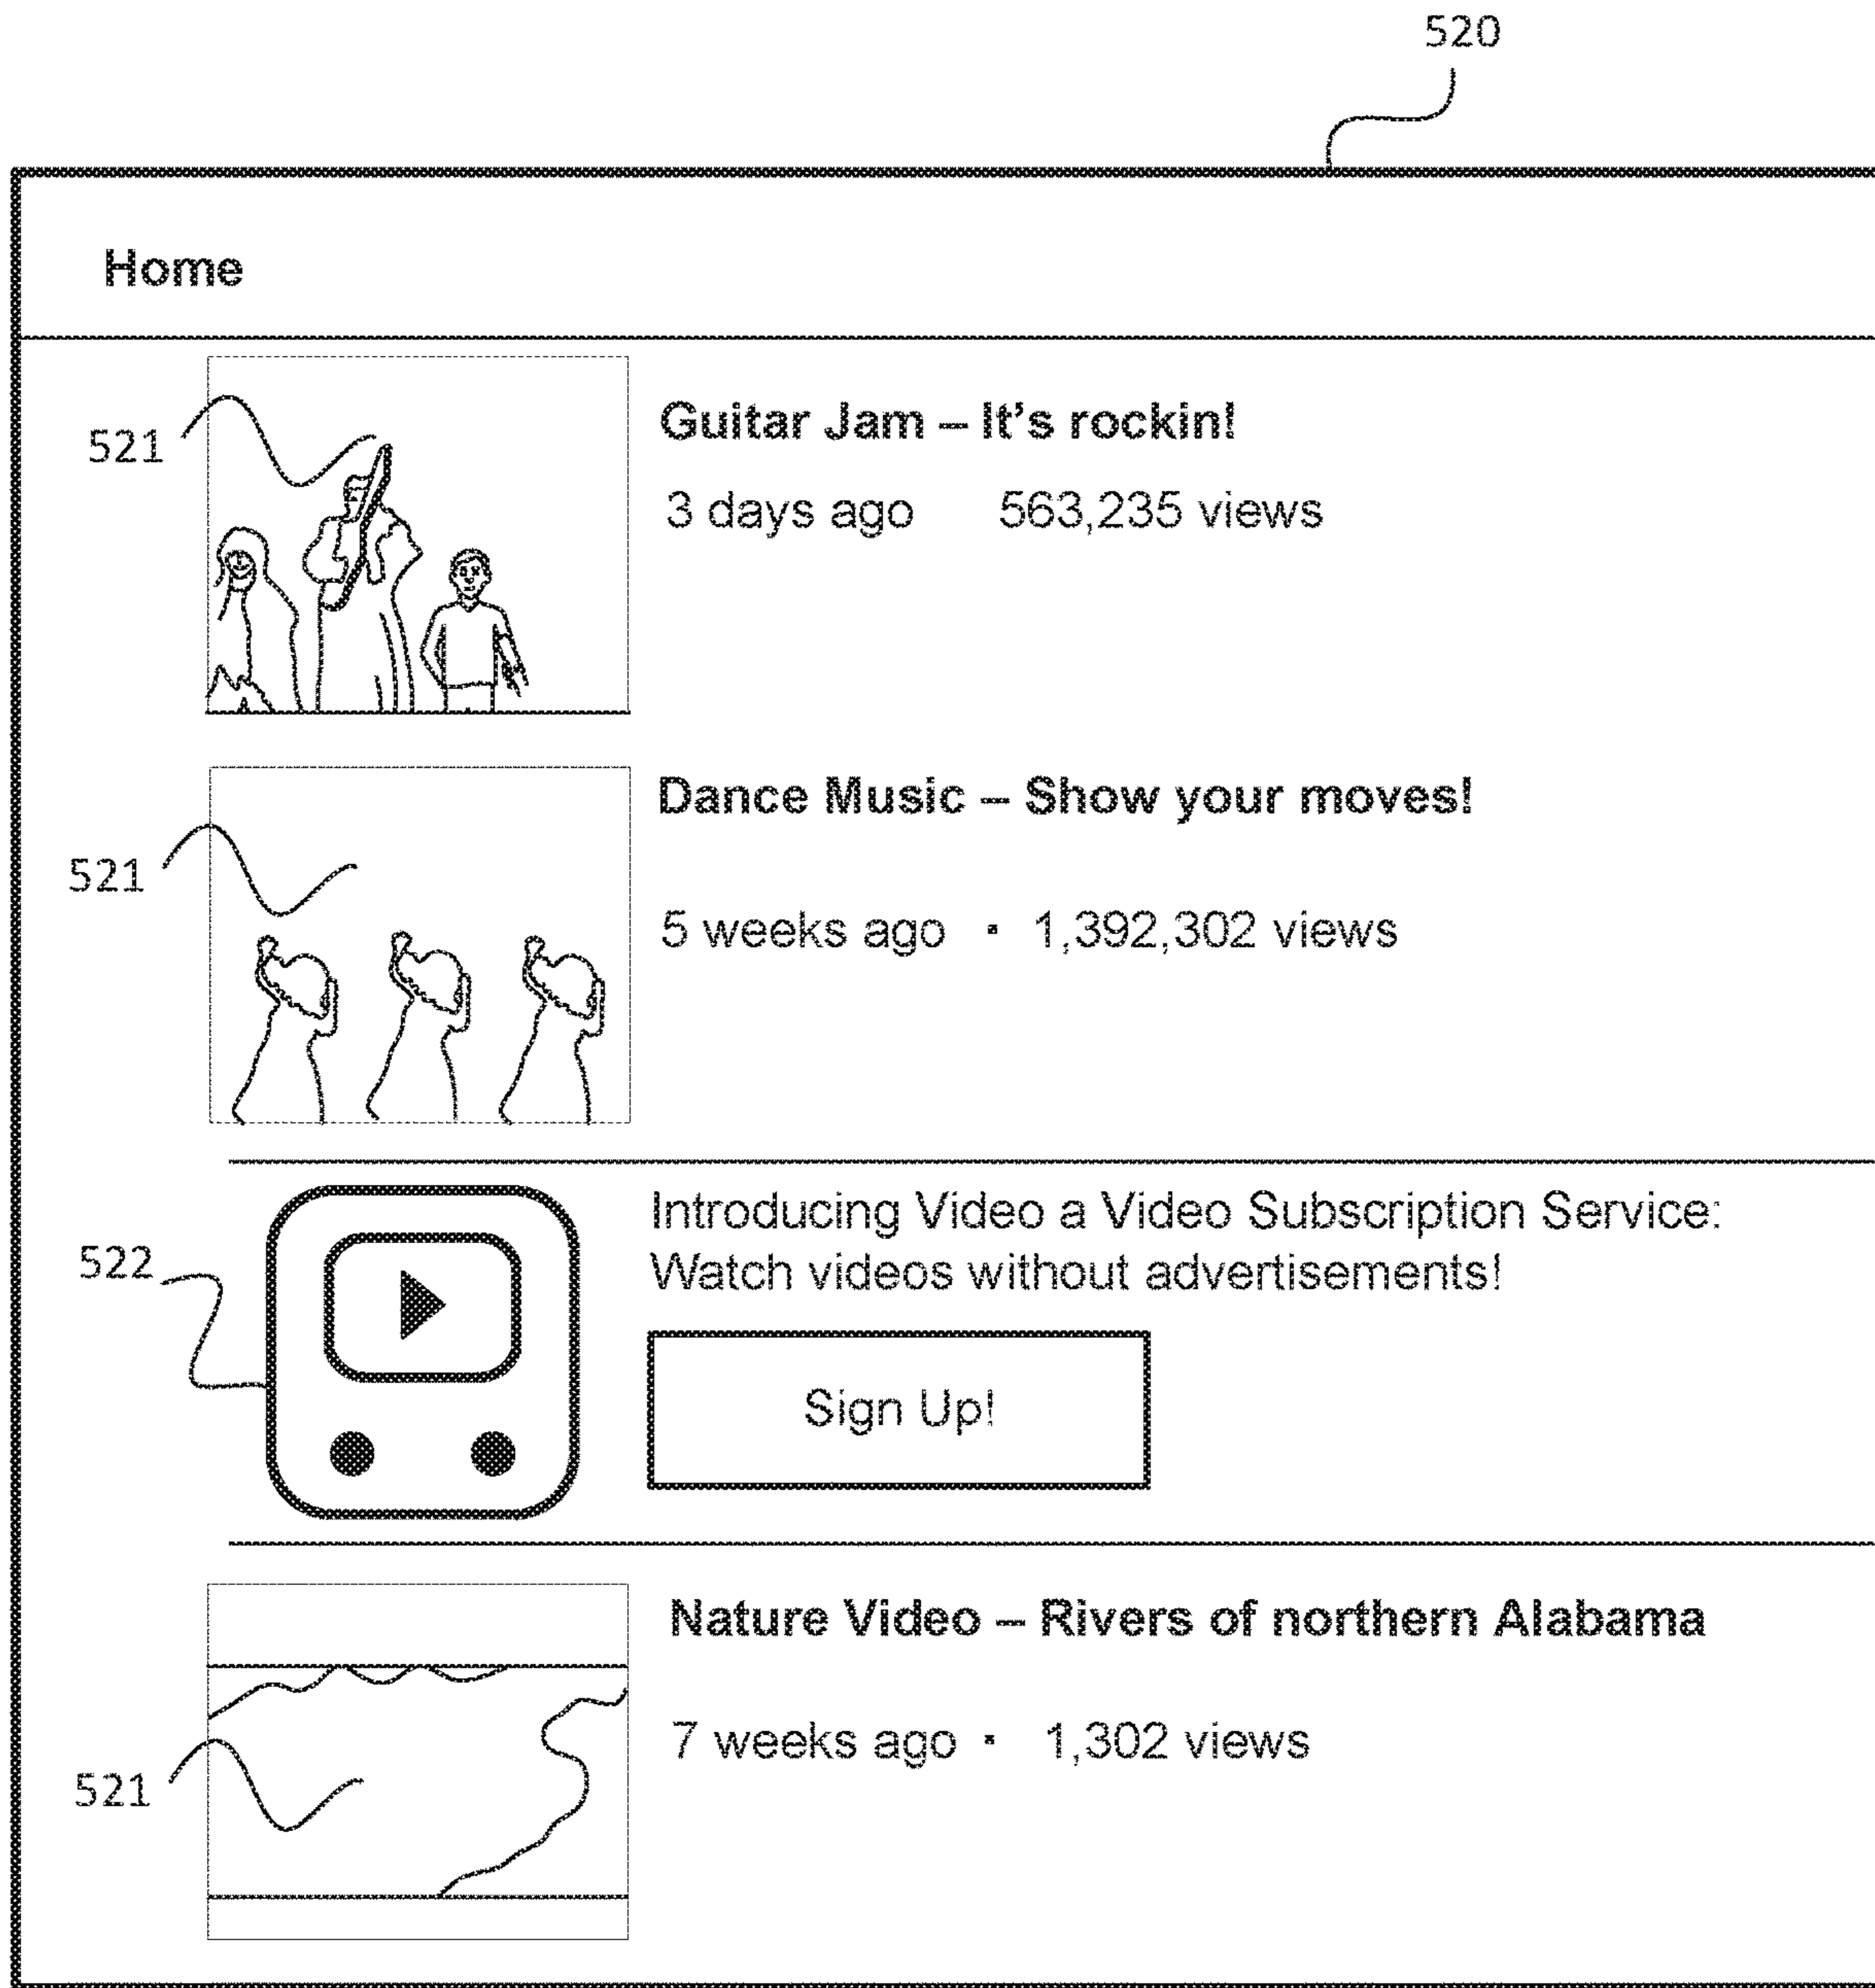 520
Home
521
Guitar Jam – It's rockin!
3 days ago 563,235 views
Dance Music – Show your moves!
521
5 weeks ago · 1,392,302 views
Introducing Video a Video Subscription Service:
522
Watch videos without advertisements!
Sign Up!
Nature Video – Rivers of northern Alabama
7 weeks ago · 1,302 views
521